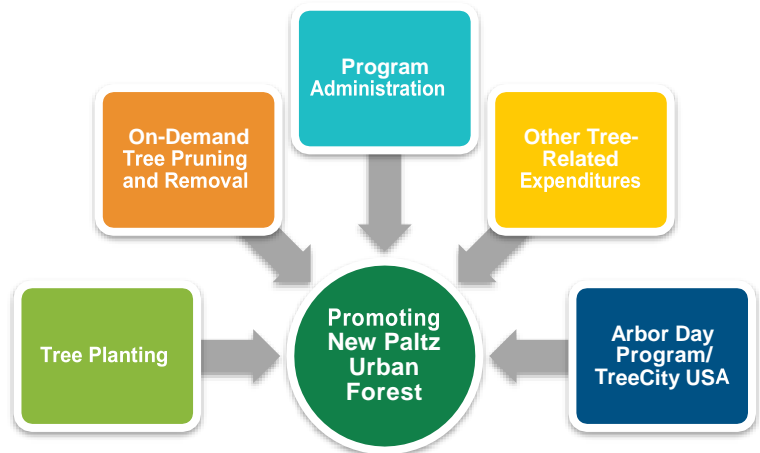 Program
Administration
On-Demand
Tree Pruning
and Removal
Other Tree-
Related
Expenditures
Tree Planting
Promoting
New Paltz
Urban
Forest
Arbor Day
Program/
TreeCity USA